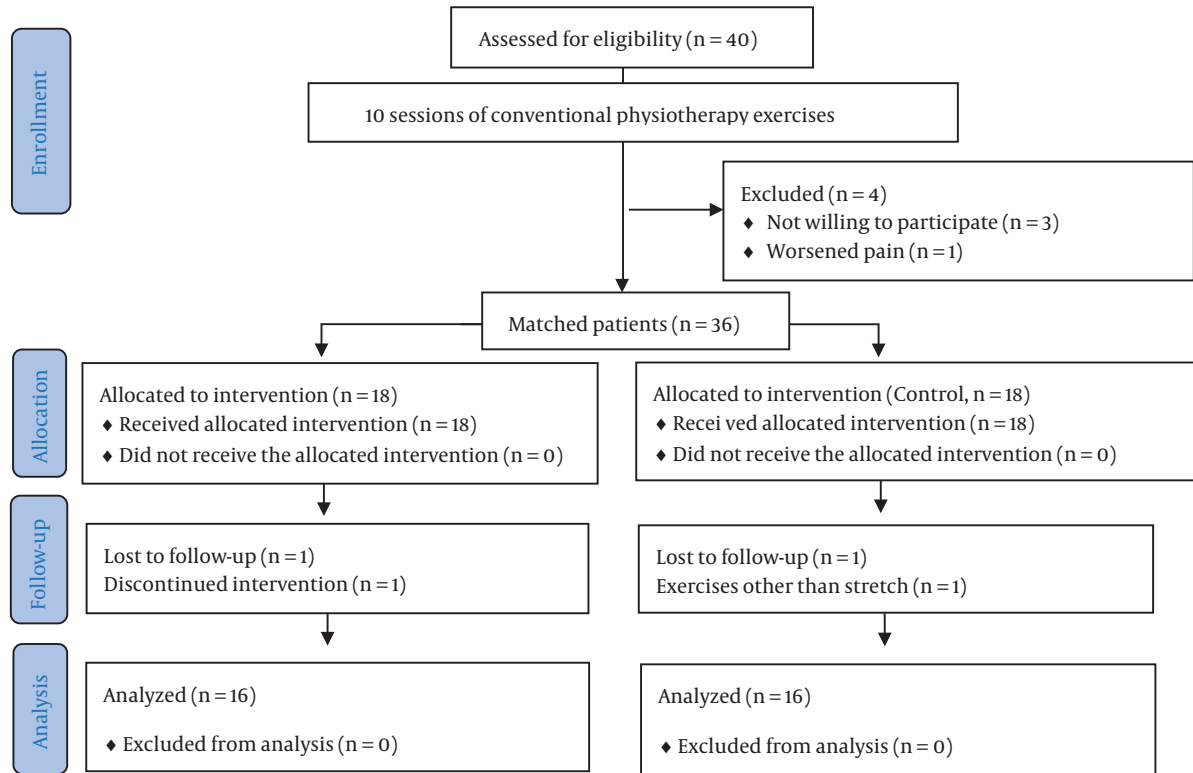 Enrollment
Assessed for eligibility (n = 40)
10 sessions of conventional physiotherapy exercises
Excluded (n = 4)
♦ Not willing to participate (n = 3)
♦ Worsened pain (n = 1)
Matched patients (n = 36)
Allocation
Allocated to intervention (n = 18)
♦ Received allocated intervention (n = 18)
♦ Did not receive the allocated intervention (n = 0)
Allocated to intervention (Control, n = 18)
♦ Recei ved allocated intervention (n = 18)
♦ Did not receive the allocated intervention (n = 0)
Follow-up
Lost to follow-up (n = 1)
Discontinued intervention (n = 1)
Lost to follow-up (n = 1)
Exercises other than stretch (n = 1)
Analysis
Analyzed (n = 16)
♦ Excluded from analysis (n = 0)
Analyzed (n = 16)
♦ Excluded from analysis (n = 0)